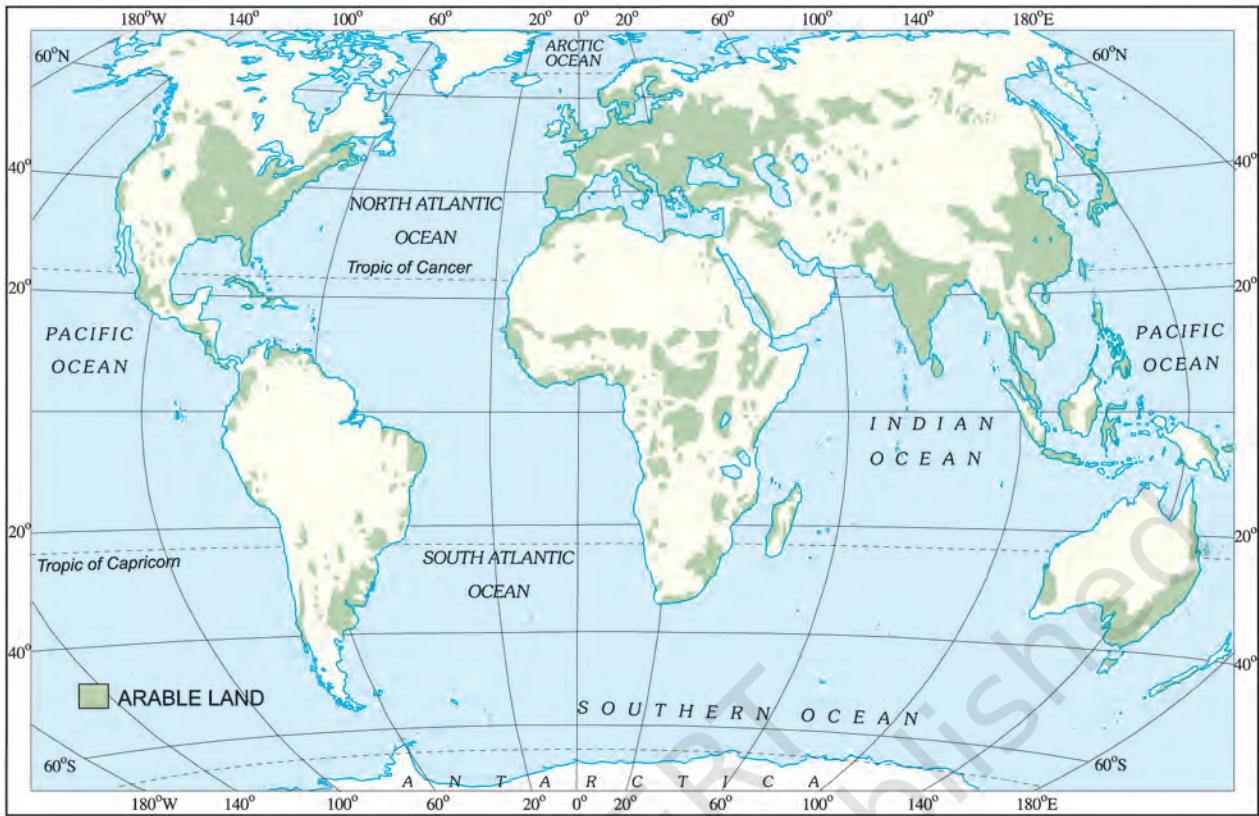 180°W 140° 100° 60° 20° 0° 20° 60° 100° 140° 180°E
60°N
ARCTIC
OCEAN
60°N
40°
40°
NORTH ATLANTIC
OCEAN
Tropic of Cancer
20°
20°
PACIFIC
OCEAN
PACIFIC
OCEAN
INDIAN
OCEAN
20°
20°
Tropic of Capricorn
SOUTH ATLANTIC
OCEAN
40°
40°
ARABLE LAND
SOUTHERN OCEAN
60°S
60°S
ANTARCTICA
180°W 140° 100° 60° 20° 0° 20° 60° 100° 140° 180°E